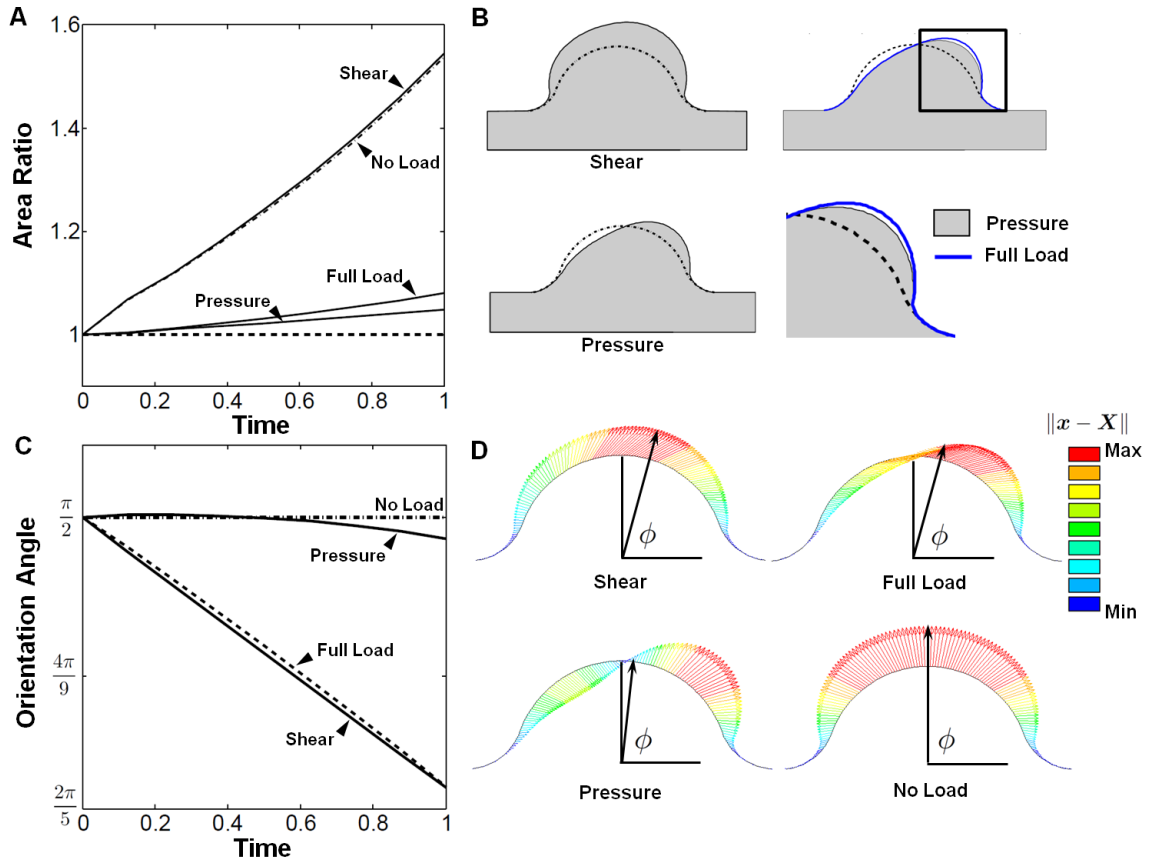 A
1.6
1.4
1.2
1
Area Ratio
Shear
No Load
Full Load
Pressure
0 0.2 0.4 0.6 0.8 1
Time
B
Shear
Pressure
Pressure
Full Load
C
π/2
4π/9
2π/5
Orientation Angle
No Load
Pressure
Full Load
Shear
0 0.2 0.4 0.6 0.8 1
Time
D
ϕ
Shear
ϕ
Full Load
ϕ
Pressure
ϕ
No Load
‖x − X‖
Max
Min